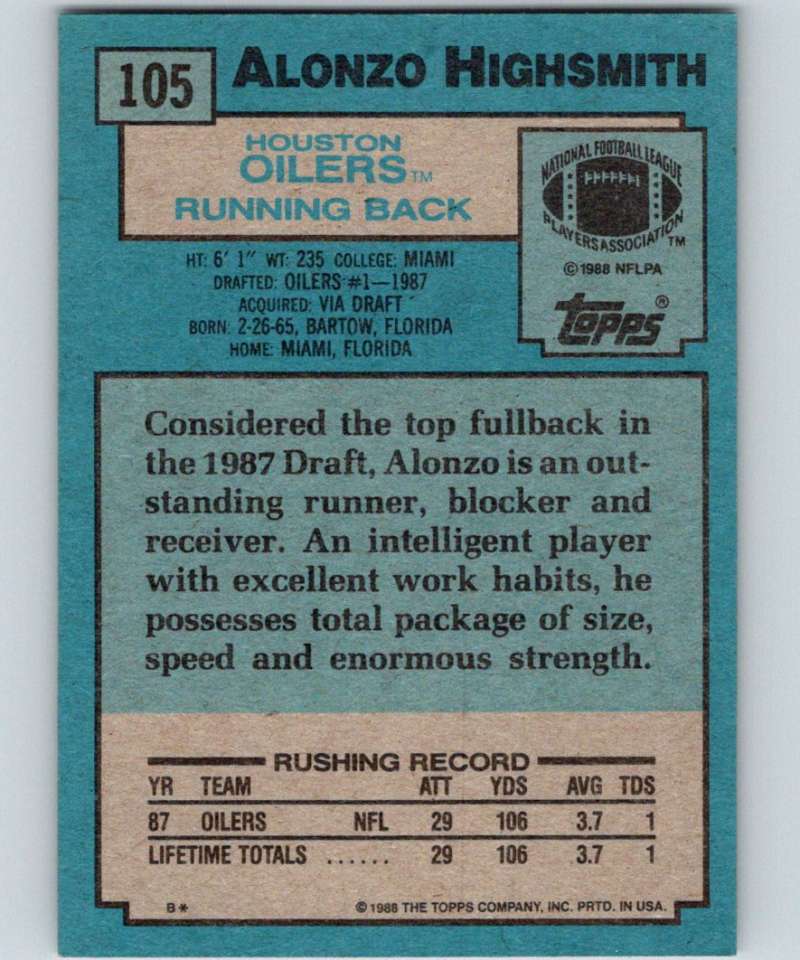 105 ALONZO HIGHSMITH
HOUSTON
OILERS™
RUNNING BACK
NATIONAL FOOTBALL LEAGUE
PLAYERS ASSOCIATION™
©1988 NFLPA
TOPPS®
HT: 6' 1" WT: 235 COLLEGE: MIAMI
DRAFTED: OILERS #1—1987
ACQUIRED: VIA DRAFT
BORN: 2-26-65, BARTOW, FLORIDA
HOME: MIAMI, FLORIDA
Considered the top fullback in
the 1987 Draft, Alonzo is an out-
standing runner, blocker and
receiver. An intelligent player
with excellent work habits, he
possesses total package of size,
speed and enormous strength.
RUSHING RECORD
YR TEAM ATT YDS AVG TDS
87 OILERS NFL 29 106 3.7 1
LIFETIME TOTALS ...... 29 106 3.7 1
B* ©1988 THE TOPPS COMPANY, INC. PRTD. IN USA.